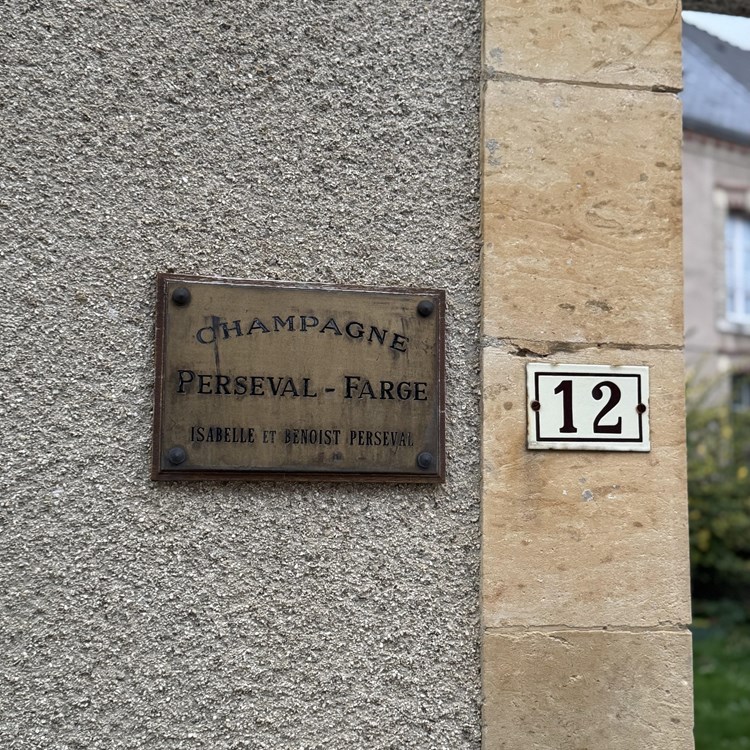 CHAMPAGNE
PERSEVAL - FARGE
ISABELLE ET BENOIST PERSEVAL
12